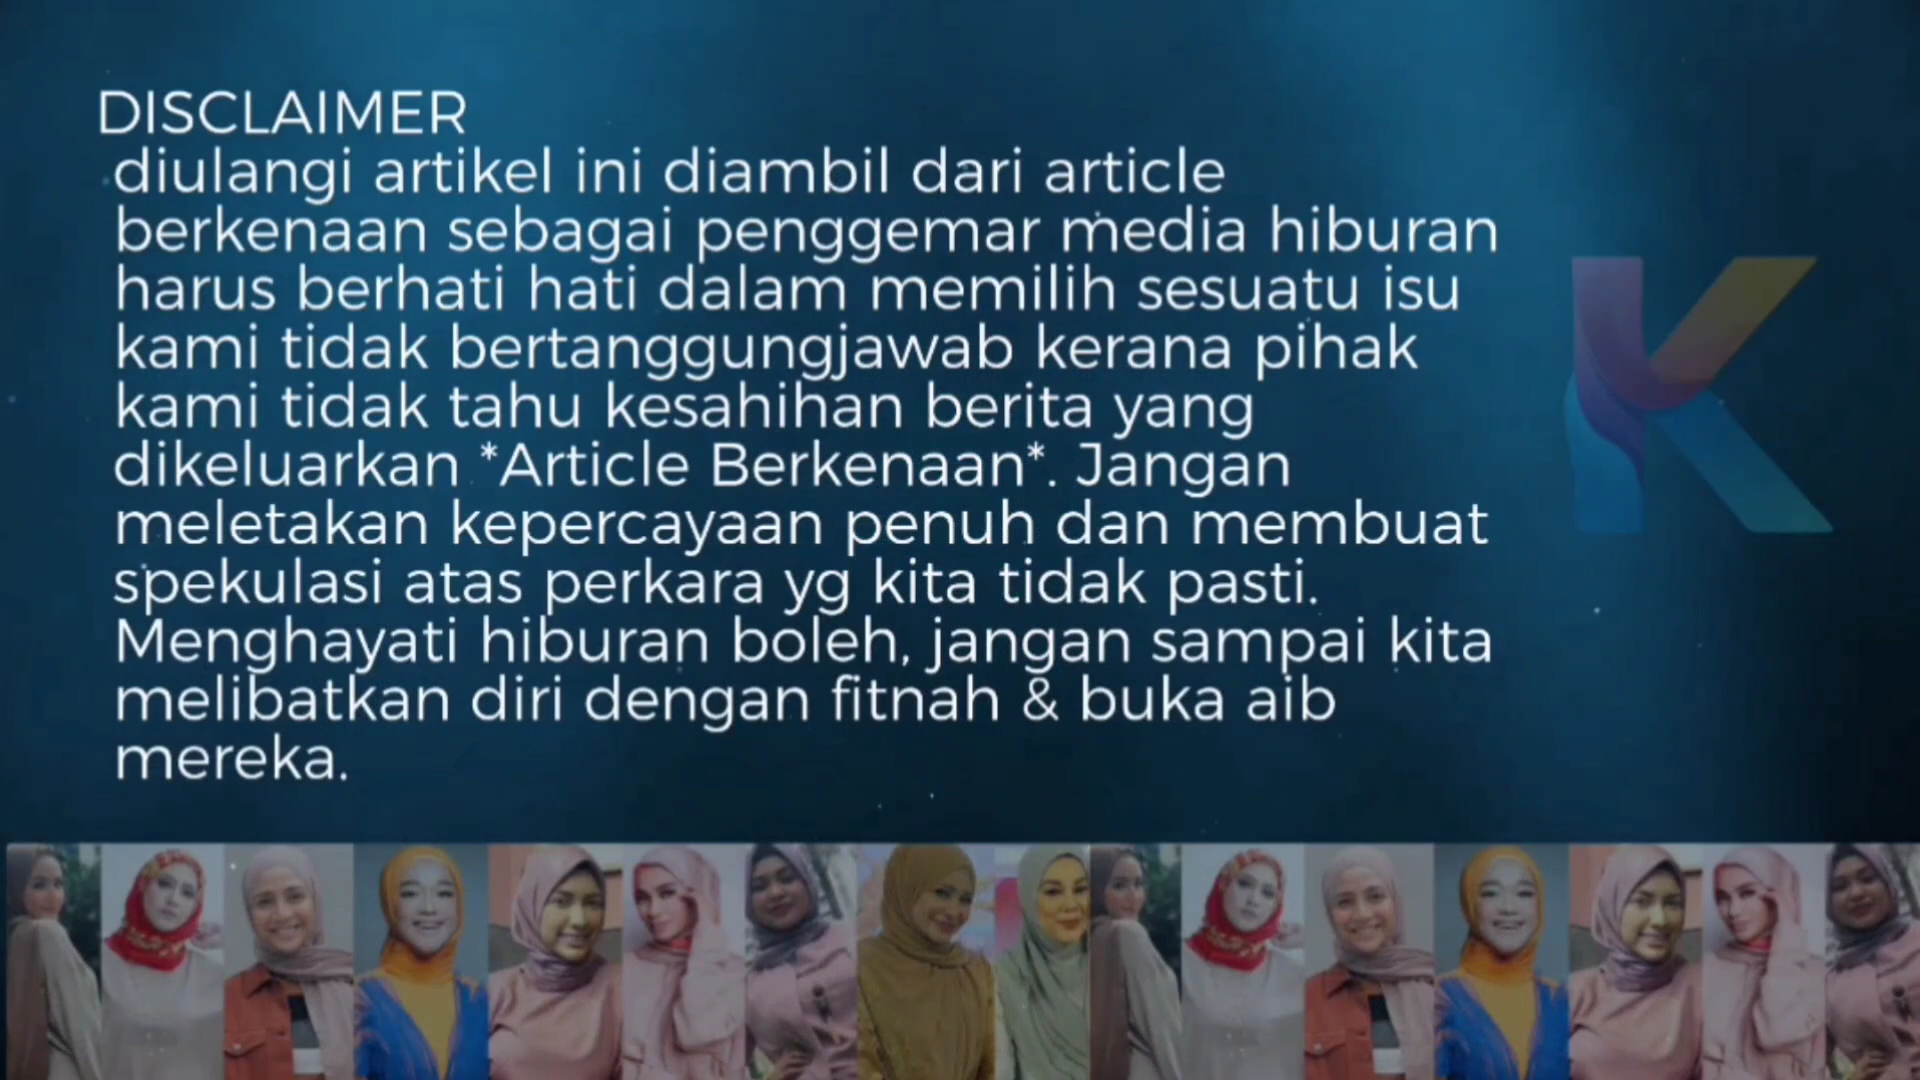 DISCLAIMER
diulangi artikel ini diambil dari article
berkenaan sebagai penggemar media hiburan
harus berhati hati dalam memilih sesuatu isu
kami tidak bertanggungjawab kerana pihak
kami tidak tahu kesahihan berita yang
dikeluarkan *Article Berkenaan*. Jangan
meletakan kepercayaan penuh dan membuat
spekulasi atas perkara yg kita tidak pasti.
Menghayati hiburan boleh, jangan sampai kita
melibatkan diri dengan fitnah & buka aib
mereka.
K